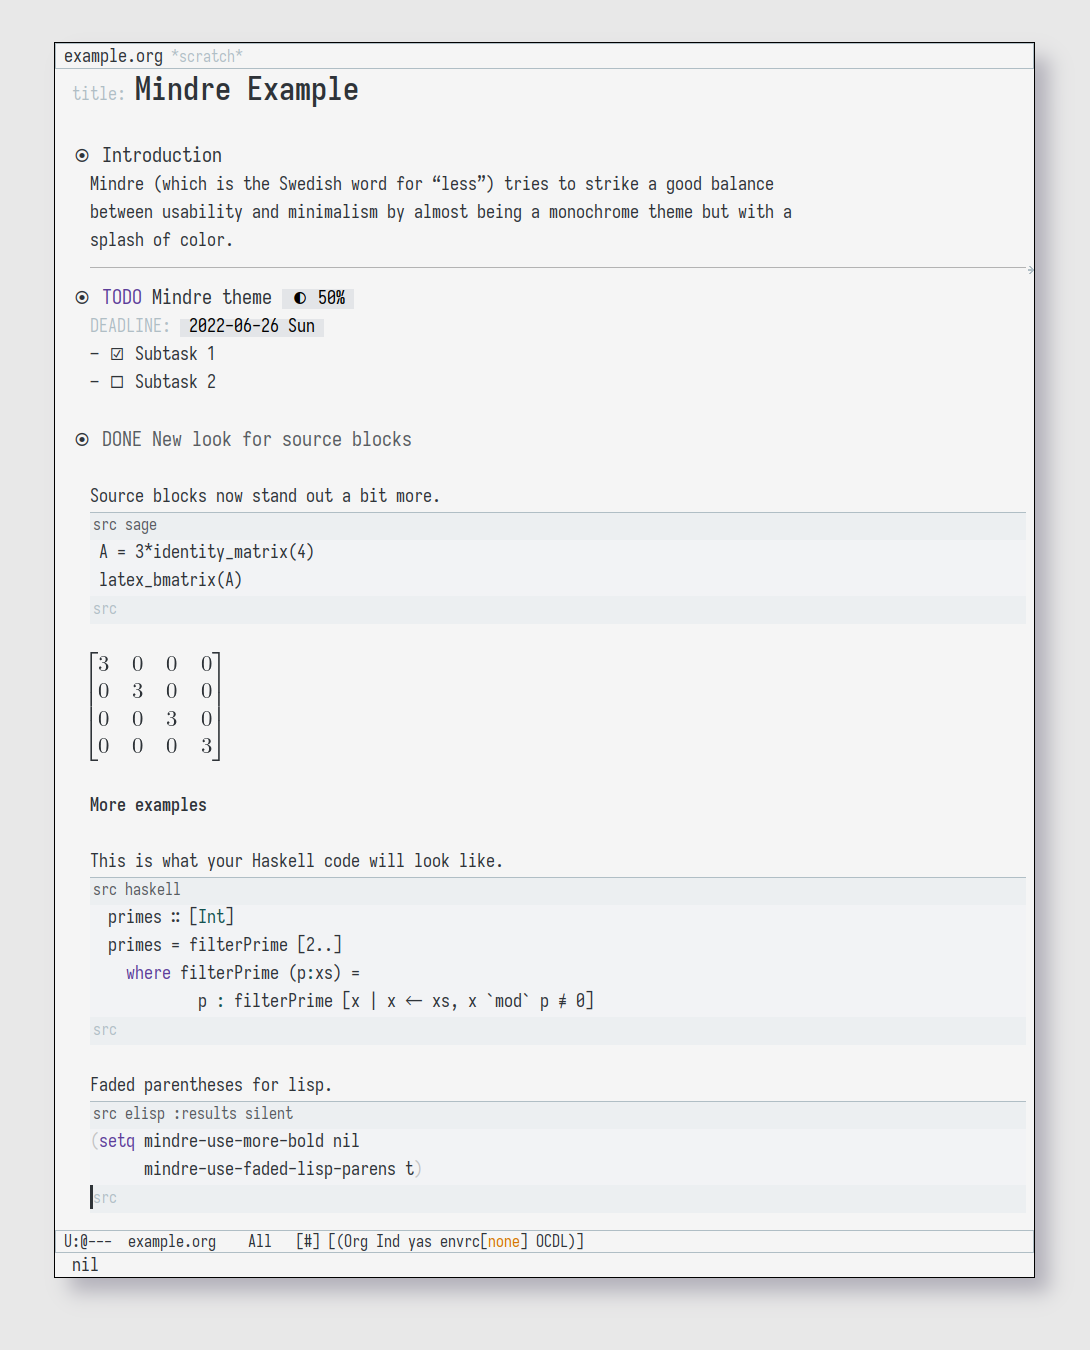 example.org *scratch*
title: Mindre Example
⦿ Introduction
Mindre (which is the Swedish word for “less”) tries to strike a good balance
between usability and minimalism by almost being a monochrome theme but with a
splash of color.
⦿ TODO Mindre theme ◐ 50%
DEADLINE: 2022-06-26 Sun
– ☑ Subtask 1
– ☐ Subtask 2
⦿ DONE New look for source blocks
Source blocks now stand out a bit more.
src sage
A = 3*identity_matrix(4)
latex_bmatrix(A)
src
3 0 0 0
0 3 0 0
0 0 3 0
0 0 0 3
More examples
This is what your Haskell code will look like.
src haskell
primes :: [Int]
primes = filterPrime [2..]
where filterPrime (p:xs) =
p : filterPrime [x | x ← xs, x `mod` p ≢ 0]
src
Faded parentheses for lisp.
src elisp :results silent
(setq mindre-use-more-bold nil
mindre-use-faded-lisp-parens t)
src
U:@--- example.org All [#] [(Org Ind yas envrc[none] OCDL)]
nil